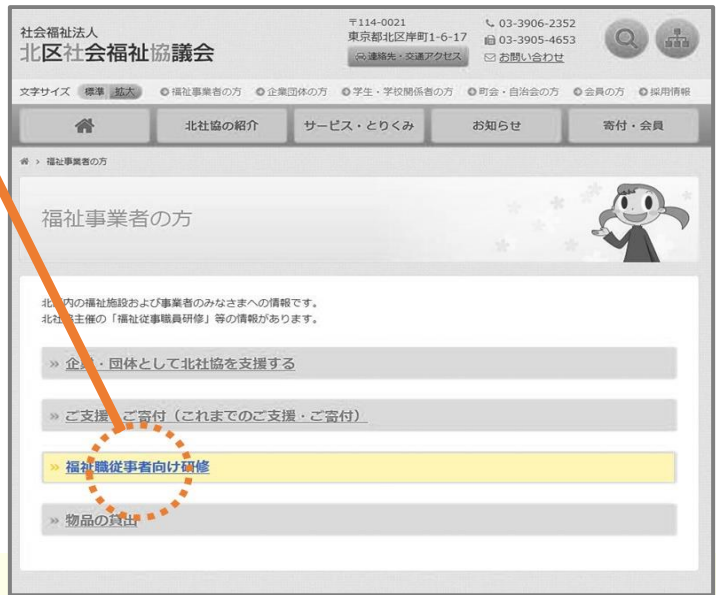 社会福祉法人
北区社会福祉協議会
〒114-0021
東京都北区岸町1-6-17
連絡先・交通アクセス
03-3906-2352
03-3905-4653
お問い合わせ
文字サイズ 標準 拡大 福祉事業者の方 企業団体の方 学生・学校関係者の方 町会・自治会の方 会員の方 採用情報
北社協の紹介 サービス・とりくみ お知らせ 寄付・会員
> 福祉事業者の方
福祉事業者の方
北区内の福祉施設および事業者のみなさまへの情報です。
北社協主催の「福祉従事職員研修」等の情報があります。
» 企業・団体として北社協を支援する
» ご支援・ご寄付（これまでのご支援・ご寄付）
» 福祉職従事者向け研修
» 物品の貸出